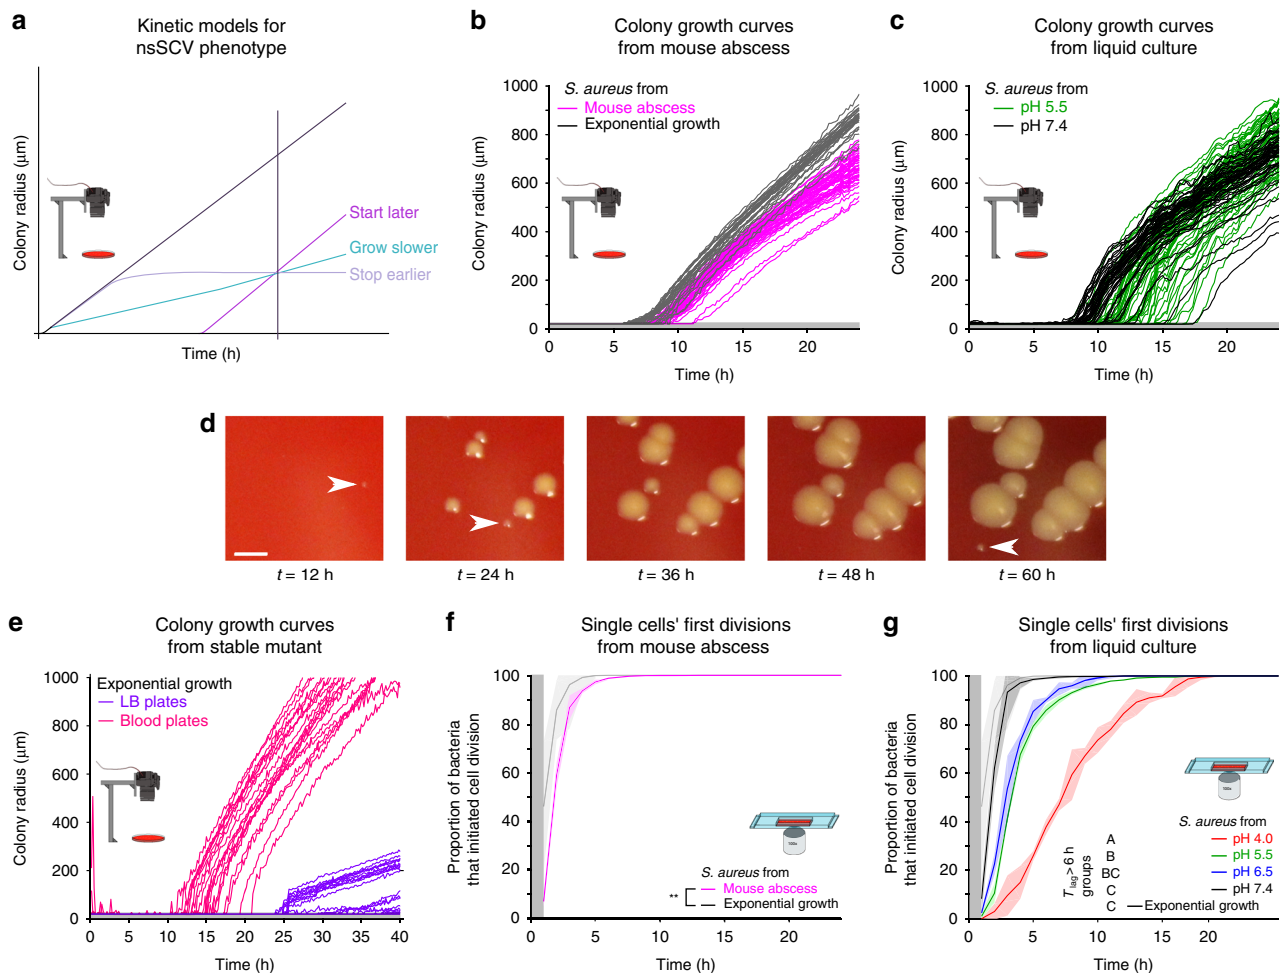 a
Kinetic models for
nsSCV phenotype
Colony radius (μm)
Start later
Grow slower
Stop earlier
Time (h)
b
Colony growth curves
from mouse abscess
S. aureus from
Mouse abscess
Exponential growth
Colony radius (μm)
1000
800
600
400
200
0
0 5 10 15 20
Time (h)
c
Colony growth curves
from liquid culture
S. aureus from
pH 5.5
pH 7.4
Colony radius (μm)
1000
800
600
400
200
0
0 5 10 15 20
Time (h)
d
t = 12 h
t = 24 h
t = 36 h
t = 48 h
t = 60 h
e
Colony growth curves
from stable mutant
Exponential growth
LB plates
Blood plates
Colony radius (μm)
1000
800
600
400
200
0
0 5 10 15 20 25 30 35 40
Time (h)
f
Single cells' first divisions
from mouse abscess
Proportion of bacteria
that initiated cell division
100
80
60
40
20
0
S. aureus from
** Mouse abscess
Exponential growth
0 5 10 15 20
Time (h)
g
Single cells' first divisions
from liquid culture
Proportion of bacteria
that initiated cell division
100
80
60
40
20
0
S. aureus from
Tlag > 6 h
groups
A pH 4.0
B pH 5.5
BC pH 6.5
C pH 7.4
C Exponential growth
0 5 10 15 20
Time (h)